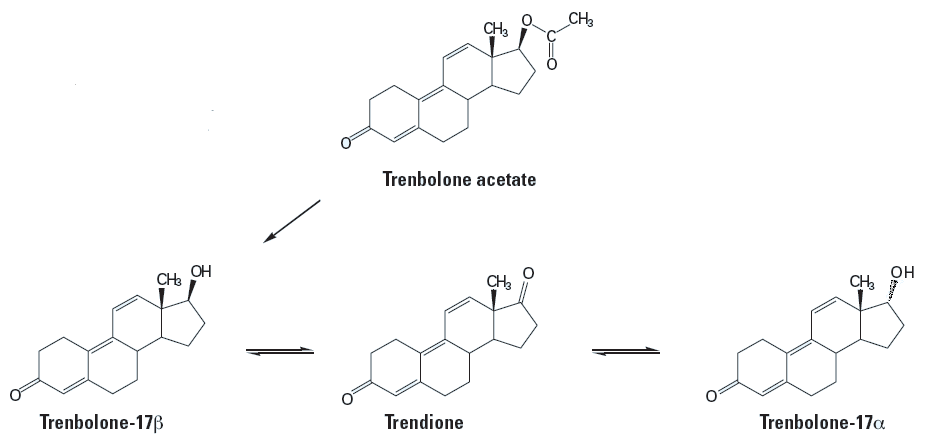 CH3
O
CH3
C
O
O
Trenbolone acetate
CH3
OH
O
Trenbolone-17β
CH3
O
O
Trendione
CH3
OH
O
Trenbolone-17α